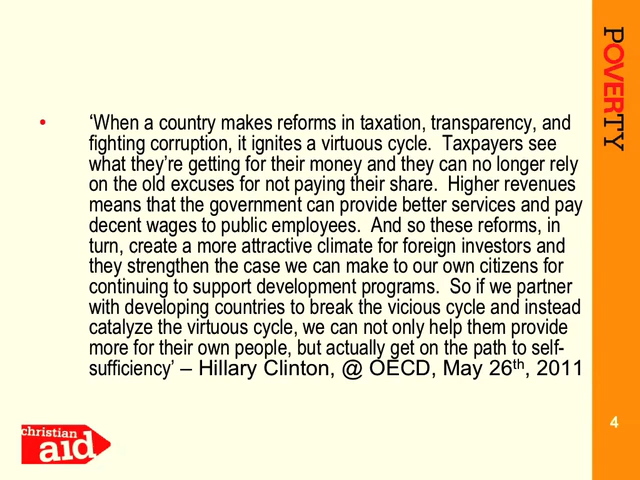 • ‘When a country makes reforms in taxation, transparency, and
fighting corruption, it ignites a virtuous cycle.  Taxpayers see
what they’re getting for their money and they can no longer rely
on the old excuses for not paying their share.  Higher revenues
means that the government can provide better services and pay
decent wages to public employees.  And so these reforms, in
turn, create a more attractive climate for foreign investors and
they strengthen the case we can make to our own citizens for
continuing to support development programs.  So if we partner
with developing countries to break the vicious cycle and instead
catalyze the virtuous cycle, we can not only help them provide
more for their own people, but actually get on the path to self-
sufficiency’ – Hillary Clinton, @ OECD, May 26th, 2011
POVERTY
4
christian
aid